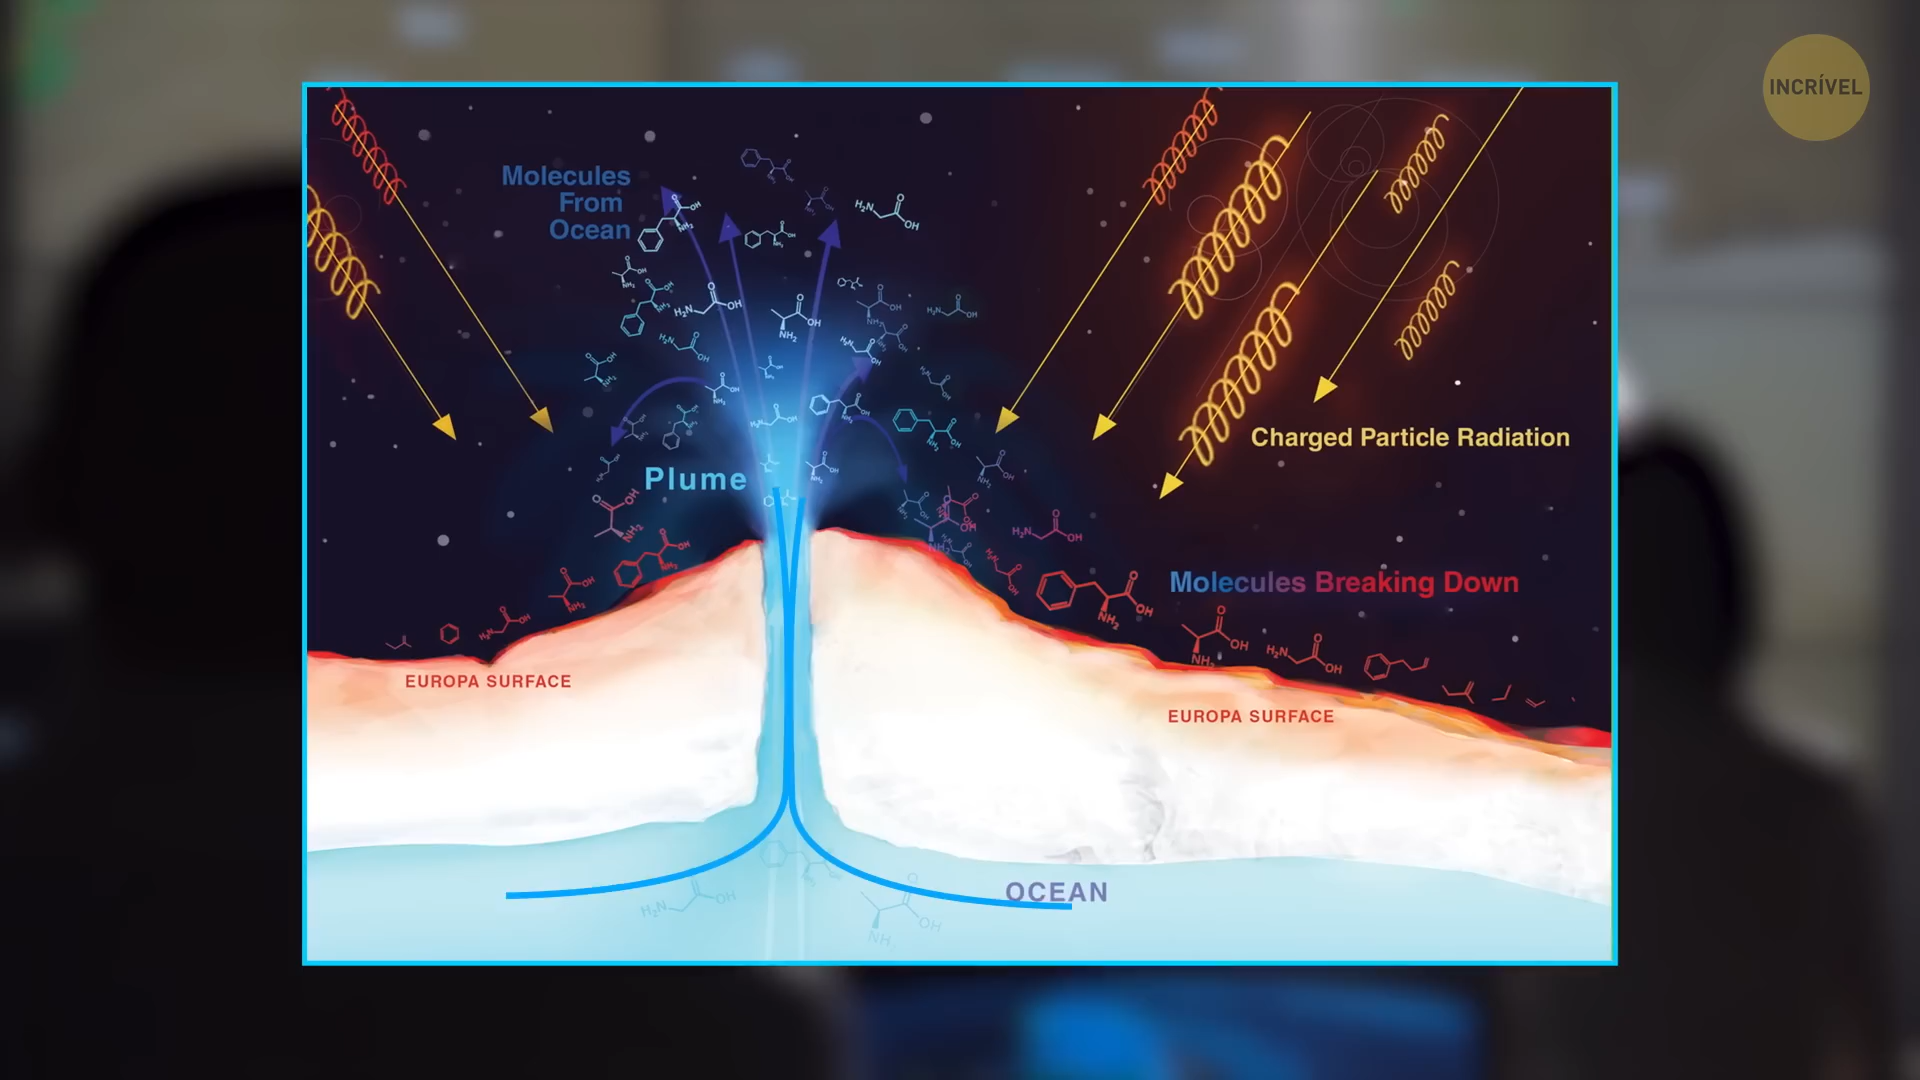 INCRÍVEL
Molecules
From
Ocean
Plume
Charged Particle Radiation
Molecules Breaking Down
EUROPA SURFACE
EUROPA SURFACE
OCEAN